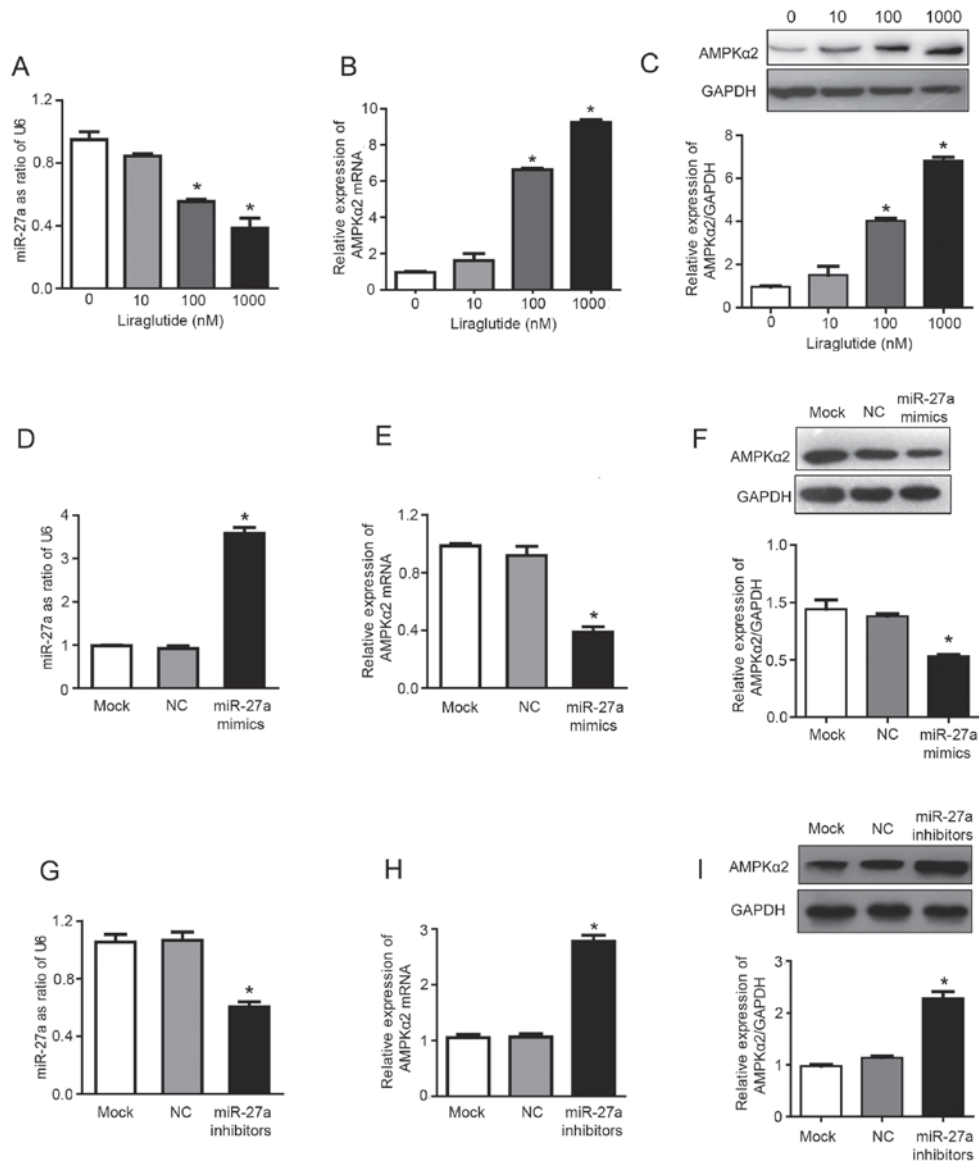 A
miR-27a as ratio of U6
1.2
0.8
0.4
0.0
*
*
0 10 100 1000
Liraglutide (nM)
B
Relative expression of
AMPKα2 mRNA
10
8
6
4
2
0
*
*
0 10 100 1000
Liraglutide (nM)
C
0 10 100 1000
AMPKα2
GAPDH
Relative expression of
AMPKα2/GAPDH
8
6
4
2
0
*
*
0 10 100 1000
Liraglutide (nM)
D
miR-27a as ratio of U6
4
3
2
1
0
*
Mock NC miR-27a
mimics
E
Relative expression of
AMPKα2 mRNA
1.2
0.8
0.4
0.0
*
Mock NC miR-27a
mimics
F
Mock NC miR-27a
mimics
AMPKα2
GAPDH
Relative expression of
AMPKα2/GAPDH
1.0
1.5
0.5
0.0
*
Mock NC miR-27a
mimics
G
miR-27a as ratio of U6
1.2
0.9
0.6
0.3
0.0
*
Mock NC miR-27a
inhibitors
H
Relative expression of
AMPKα2 mRNA
3
2
1
0
*
Mock NC miR-27a
inhibitors
I
Mock NC miR-27a
inhibitors
AMPKα2
GAPDH
Relative expression of
AMPKα2/GAPDH
3
2
1
0
*
Mock NC miR-27a
inhibitors